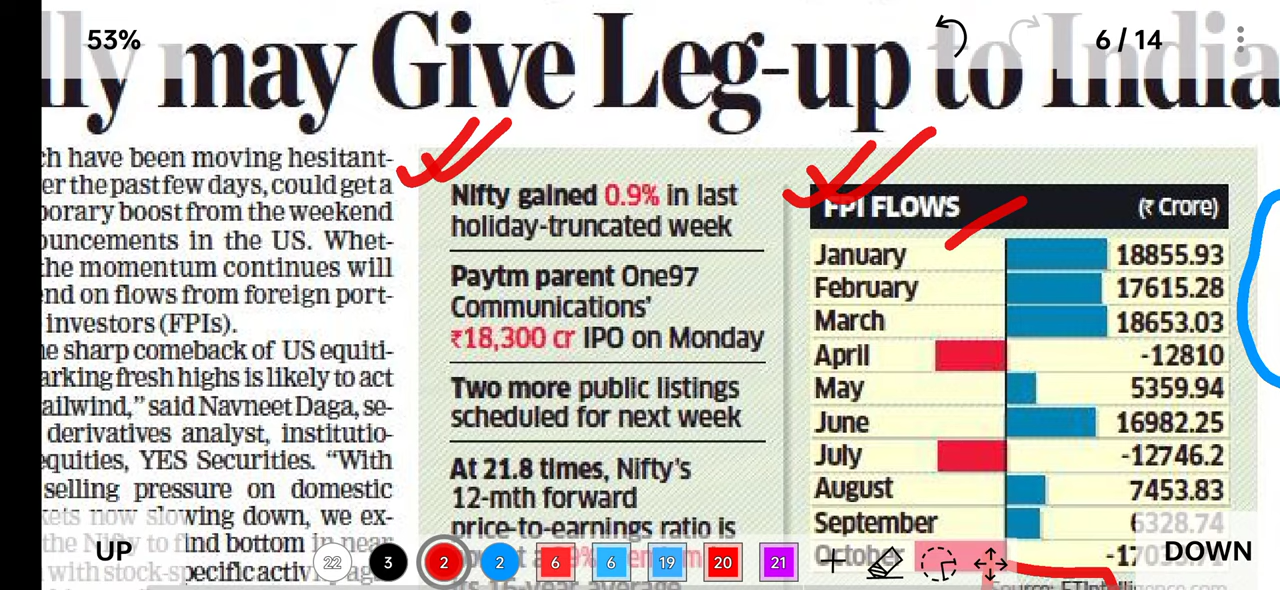 53%
6 / 14
lly may Give Leg-up to India
ch have been moving hesitant-
er the past few days, could get a
porary boost from the weekend
ouncements in the US. Whet-
the momentum continues will
end on flows from foreign port-
investors (FPIs).
he sharp comeback of US equiti-
arking fresh highs is likely to act
ailwind," said Navneet Daga, se-
derivatives analyst, institutio-
equities, YES Securities. "With
selling pressure on domestic
kets now slowing down, we ex-
the Nifty to find bottom in near
with stock-specific
Nifty gained 0.9% in last
holiday-truncated week
Paytm parent One97
Communications'
₹18,300 cr IPO on Monday
Two more public listings
scheduled for next week
At 21.8 times, Nifty's
12-mth forward
price-to-earnings ratio is
its 16-year average
FPI FLOWS (₹ Crore)
January 18855.93
February 17615.28
March 18653.03
April -12810
May 5359.94
June 16982.25
July -12746.2
August 7453.83
September 6328.74
October
Source:
UP
22 3 2 2 6 6 19 20 21
DOWN